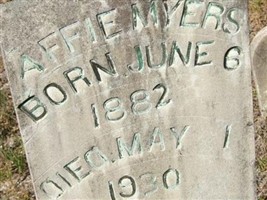 AFFIE MYERS
BORN JUNE 6
1882
DIED MAY 1
1930